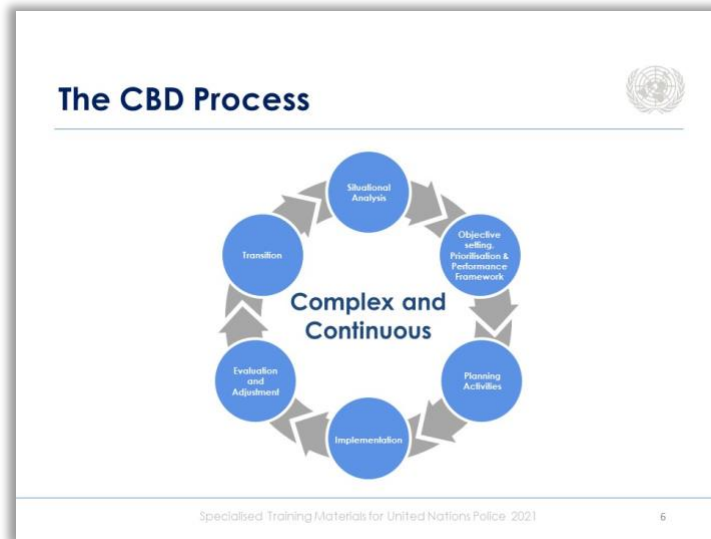 The CBD Process
Situational
Analysis
Objective
setting,
Prioritisation &
Performance
Framework
Planning
Activities
Implementation
Evaluation
and
Adjustment
Transition
Complex and
Continuous
Specialised Training Materials for United Nations Police 2021
6